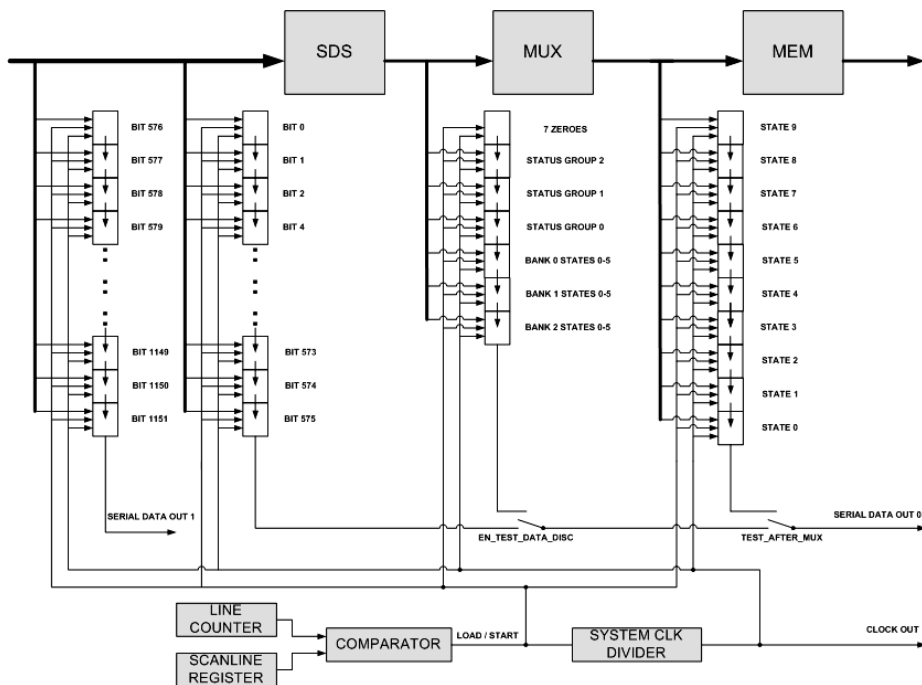 SDS
MUX
MEM
BIT 576
BIT 577
BIT 578
BIT 579
BIT 1149
BIT 1150
BIT 1151
BIT 0
BIT 1
BIT 2
BIT 4
BIT 573
BIT 574
BIT 575
7 ZEROES
STATUS GROUP 2
STATUS GROUP 1
STATUS GROUP 0
BANK 0 STATES 0-5
BANK 1 STATES 0-5
BANK 2 STATES 0-5
STATE 9
STATE 8
STATE 7
STATE 6
STATE 5
STATE 4
STATE 3
STATE 2
STATE 1
STATE 0
SERIAL DATA OUT 1
EN_TEST_DATA_DISC
TEST_AFTER_MUX
SERIAL DATA OUT 0
LINE
COUNTER
SCANLINE
REGISTER
COMPARATOR
LOAD / START
SYSTEM CLK
DIVIDER
CLOCK OUT